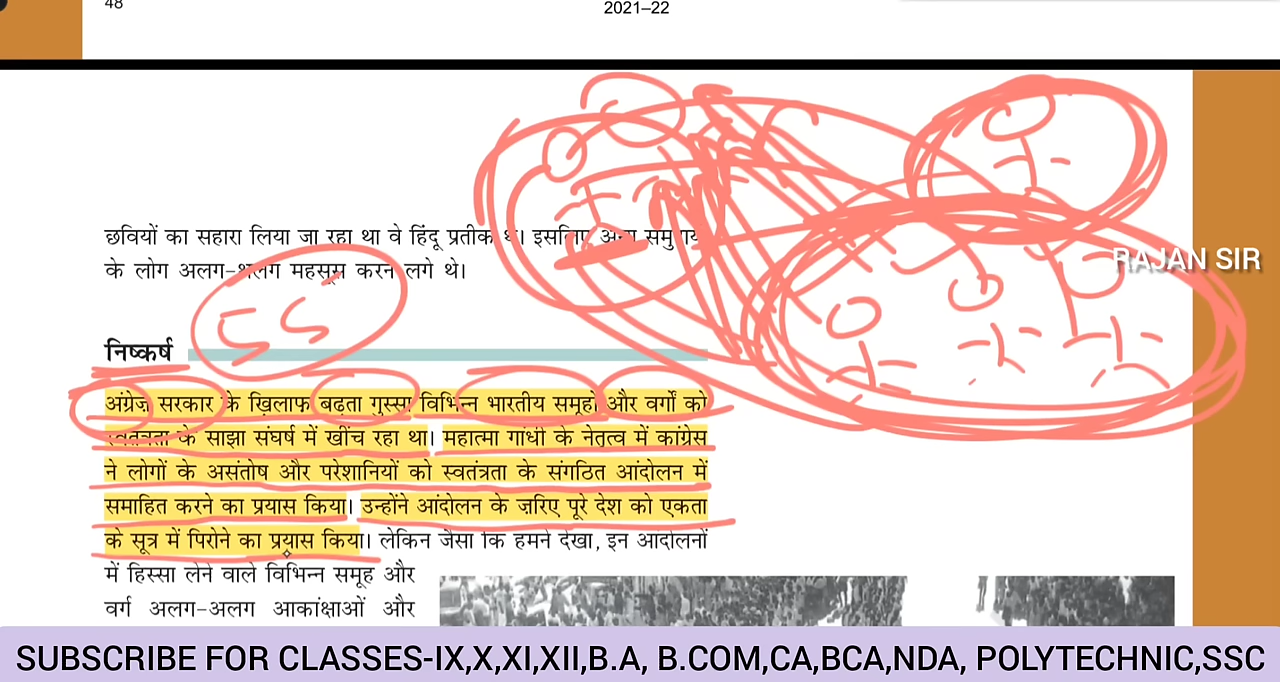 48
2021–22
छवियों का सहारा लिया जा रहा था वे हिंदू प्रतीक थे। इसलिए अन्य समुदाय
के लोग अलग-थलग महसूस करने लगे थे।
RAJAN SIR
55
निष्कर्ष
अंग्रेज़ सरकार के खिलाफ़ बढ़ता गुस्सा विभिन्न भारतीय समूहों और वर्गों को
स्वतंत्रता के साझा संघर्ष में खींच रहा था। महात्मा गांधी के नेतृत्व में कांग्रेस
ने लोगों के असंतोष और परेशानियों को स्वतंत्रता के संगठित आंदोलन में
समाहित करने का प्रयास किया। उन्होंने आंदोलन के ज़रिए पूरे देश को एकता
के सूत्र में पिरोने का प्रयास किया। लेकिन जैसा कि हमने देखा, इन आंदोलनों
में हिस्सा लेने वाले विभिन्न समूह और
वर्ग अलग-अलग आकांक्षाओं और
SUBSCRIBE FOR CLASSES-IX,X,XI,XII,B.A, B.COM,CA,BCA,NDA, POLYTECHNIC,SSC